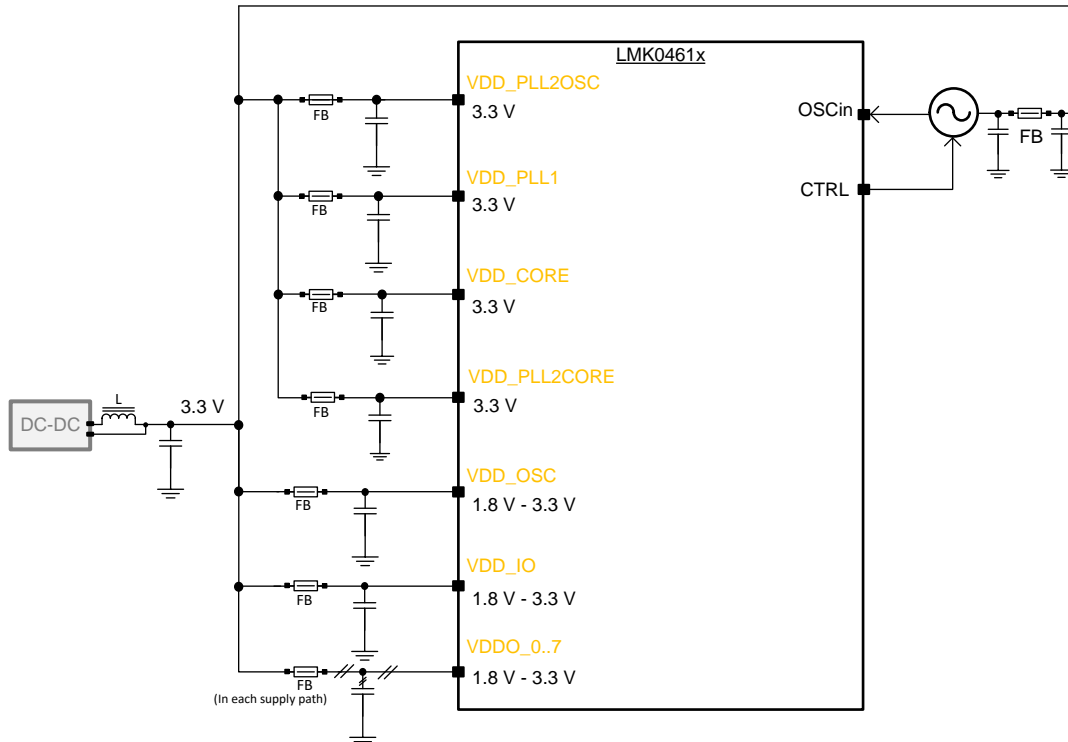 LMK0461x
VDD_PLL2OSC
3.3 V
FB
OSCin
FB
VDD_PLL1
3.3 V
FB
CTRL
VDD_CORE
3.3 V
FB
VDD_PLL2CORE
3.3 V
FB
DC-DC
L
3.3 V
VDD_OSC
1.8 V - 3.3 V
FB
VDD_IO
1.8 V - 3.3 V
FB
VDDO_0..7
1.8 V - 3.3 V
FB
(In each supply path)